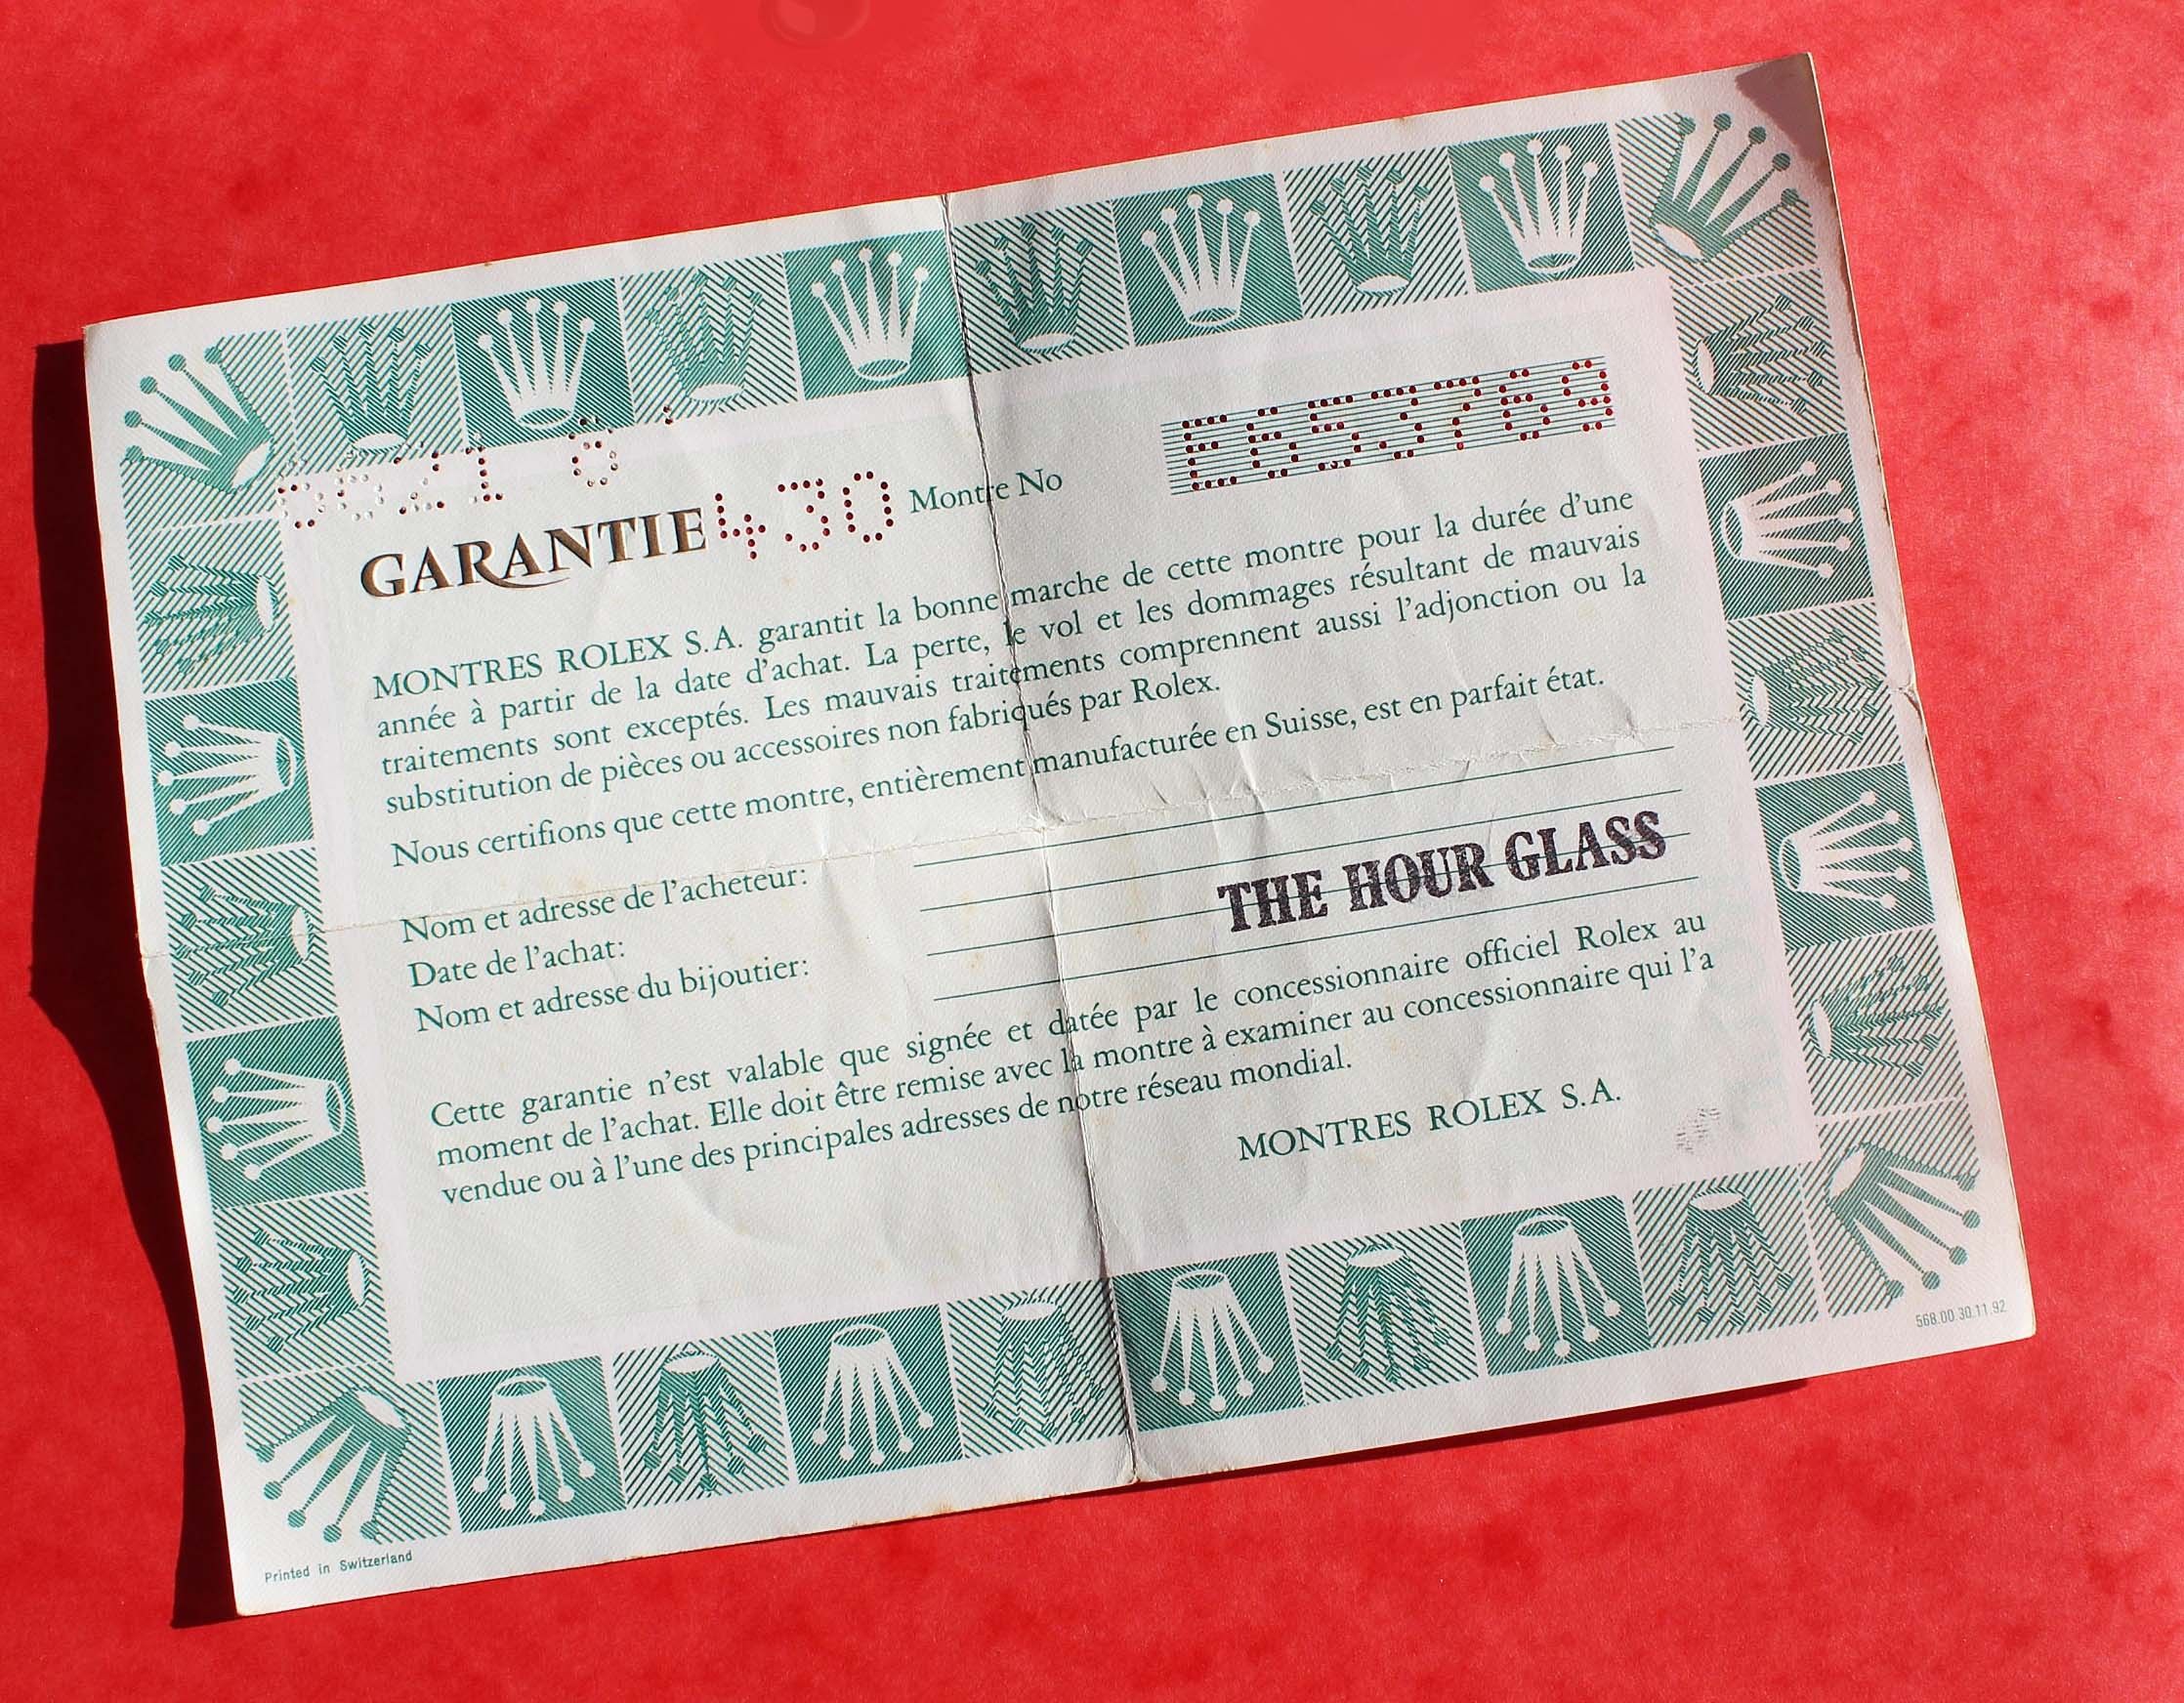 GARANTIE 430 Montre No E653769
MONTRES ROLEX S.A. garantit la bonne marche de cette montre pour la durée d'une
année à partir de la date d'achat. La perte, le vol et les dommages résultant de mauvais
traitements sont exceptés. Les mauvais traitements comprennent aussi l'adjonction ou la
substitution de pièces ou accessoires non fabriqués par Rolex.
Nous certifions que cette montre, entièrement manufacturée en Suisse, est en parfait état.
Nom et adresse de l'acheteur:
Date de l'achat:
Nom et adresse du bijoutier:
THE HOUR GLASS
Cette garantie n'est valable que signée et datée par le concessionnaire officiel Rolex au
moment de l'achat. Elle doit être remise avec la montre à examiner au concessionnaire qui l'a
vendue ou à l'une des principales adresses de notre réseau mondial.
MONTRES ROLEX S.A.
568.00 30.11.92
Printed in Switzerland